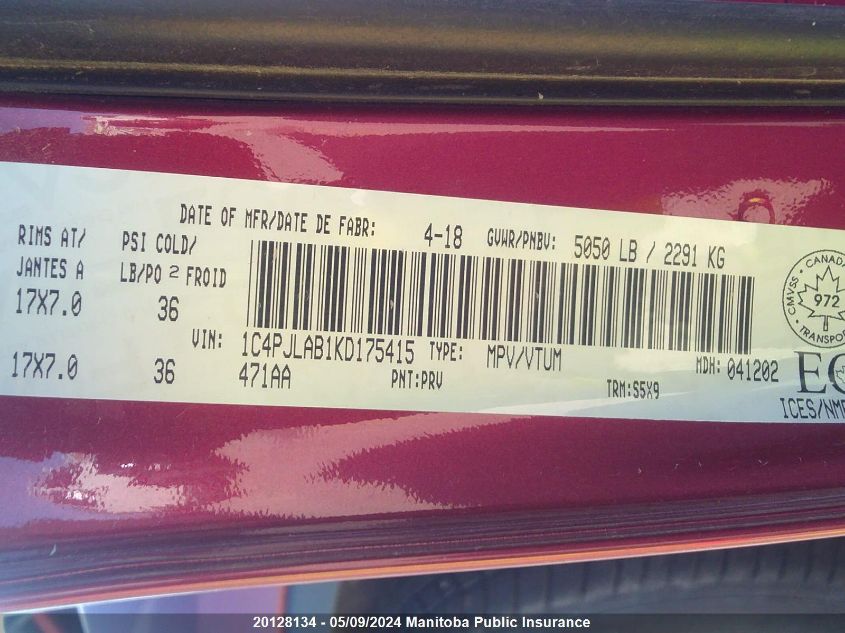 DATE OF MFR/DATE DE FABR: 4-18 GVWR/PNBV: 5050 LB / 2291 KG
RIMS AT/ PSI COLD/
JANTES A LB/PO 2 FROID
17X7.0 36
VIN: 1C4PJLAB1KD175415 TYPE: MPV/VTUM MDH: 041202
17X7.0 36 471AA PNT:PRV TRM:S5X9
CANADA
CMVSS
972
TRANSPORT
ICES/NMB
20128134 - 05/09/2024 Manitoba Public Insurance